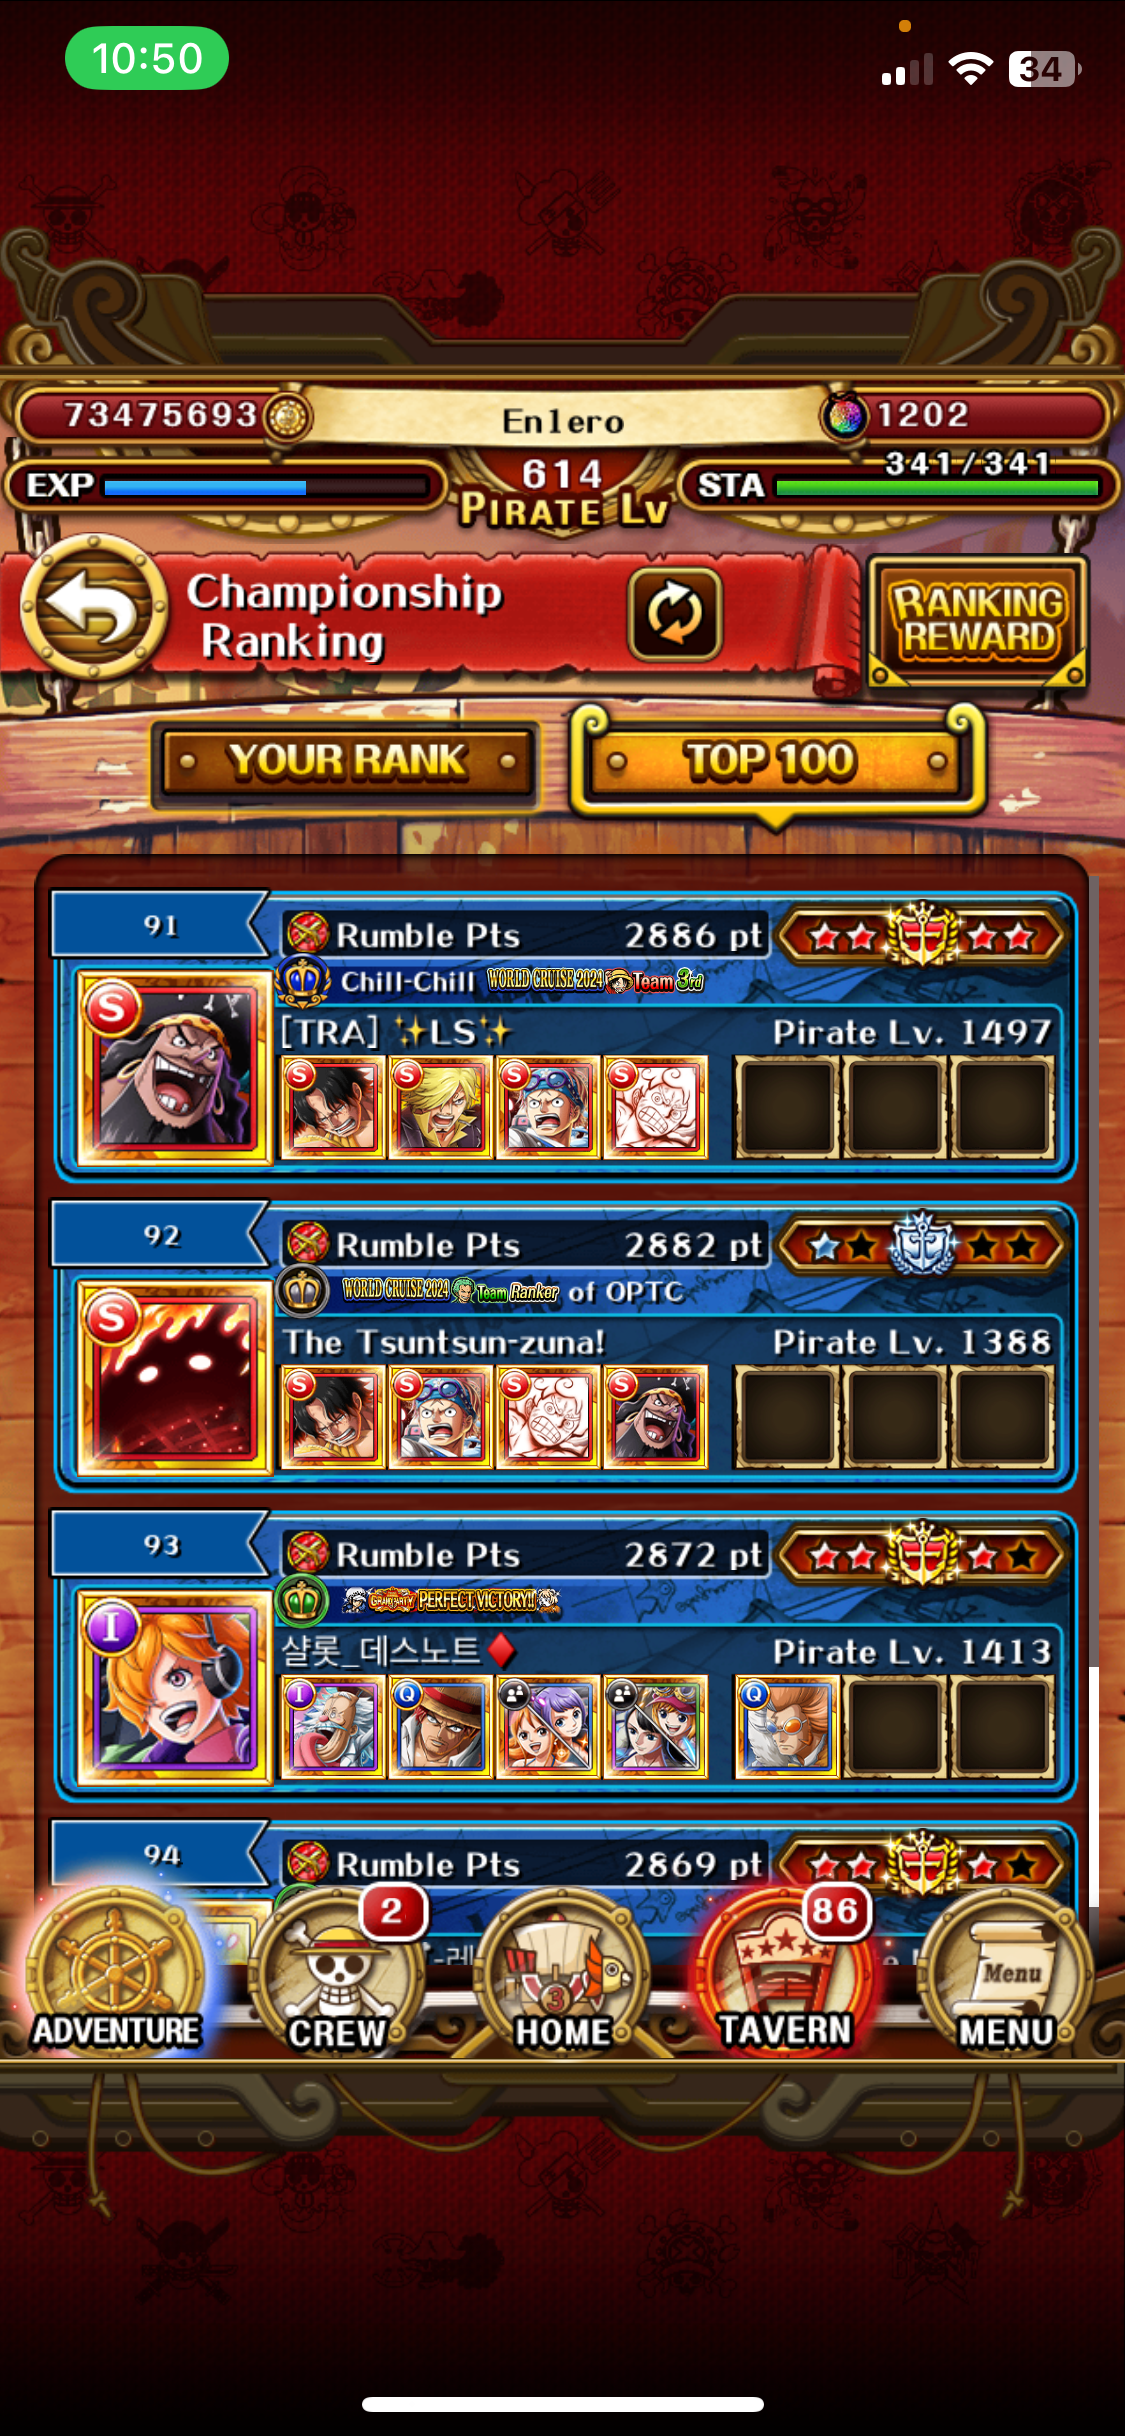 10:50
34
73475693
En1ero
1202
EXP
614
PIRATE Lv
STA
341/341
Championship
Ranking
RANKING
REWARD
YOUR RANK
TOP 100
91
Rumble Pts
2886 pt
Chill-Chill WORLD CRUISE 2024 Team 3rd
S
[TRA] ✨LS✨
Pirate Lv. 1497
S S S S
92
Rumble Pts
2882 pt
WORLD CRUISE 2024 Team Ranker of OPTC
S
The Tsuntsun-zuna!
Pirate Lv. 1388
S S S S
93
Rumble Pts
2872 pt
GRAND PARTY PERFECT VICTORY!!
I
샬롯_데스노트♦
Pirate Lv. 1413
I Q Q
94
Rumble Pts
2869 pt
2
86
3
Menu
ADVENTURE
CREW
HOME
TAVERN
MENU